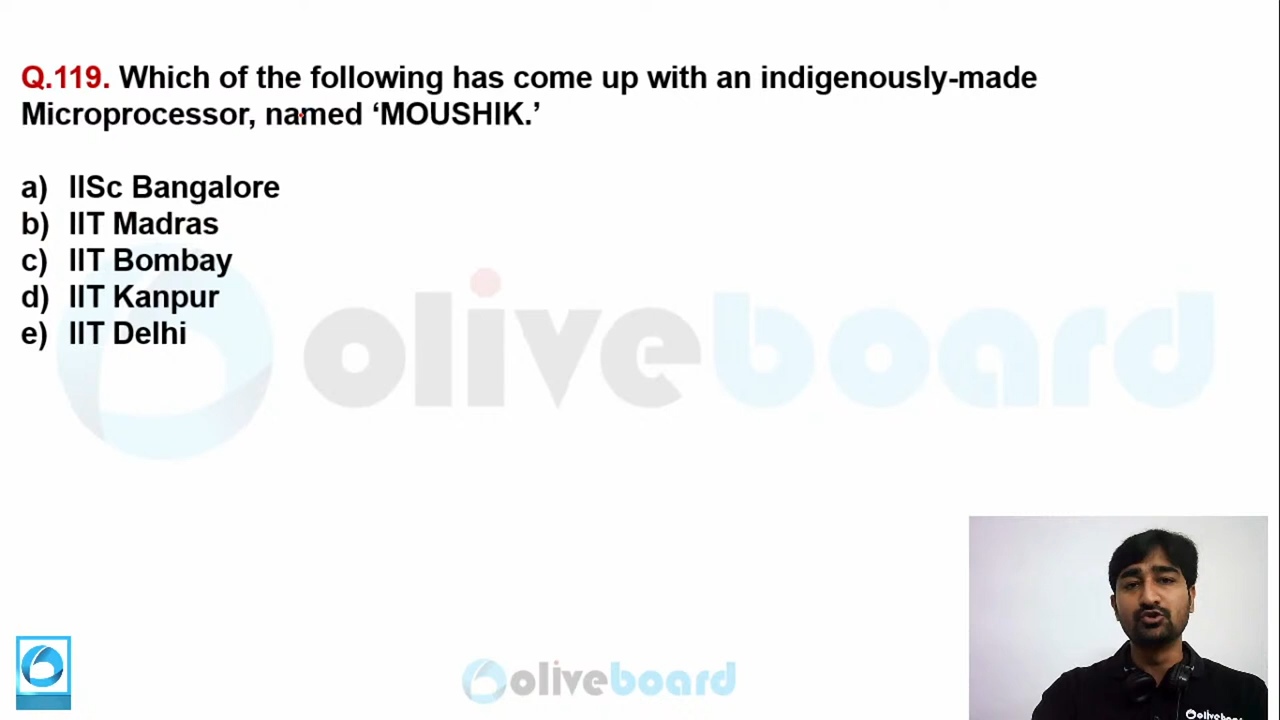 Q.119. Which of the following has come up with an indigenously-made
Microprocessor, named ‘MOUSHIK.’
a) IISc Bangalore
b) IIT Madras
c) IIT Bombay
d) IIT Kanpur
e) IIT Delhi
oliveboard
oliveboard